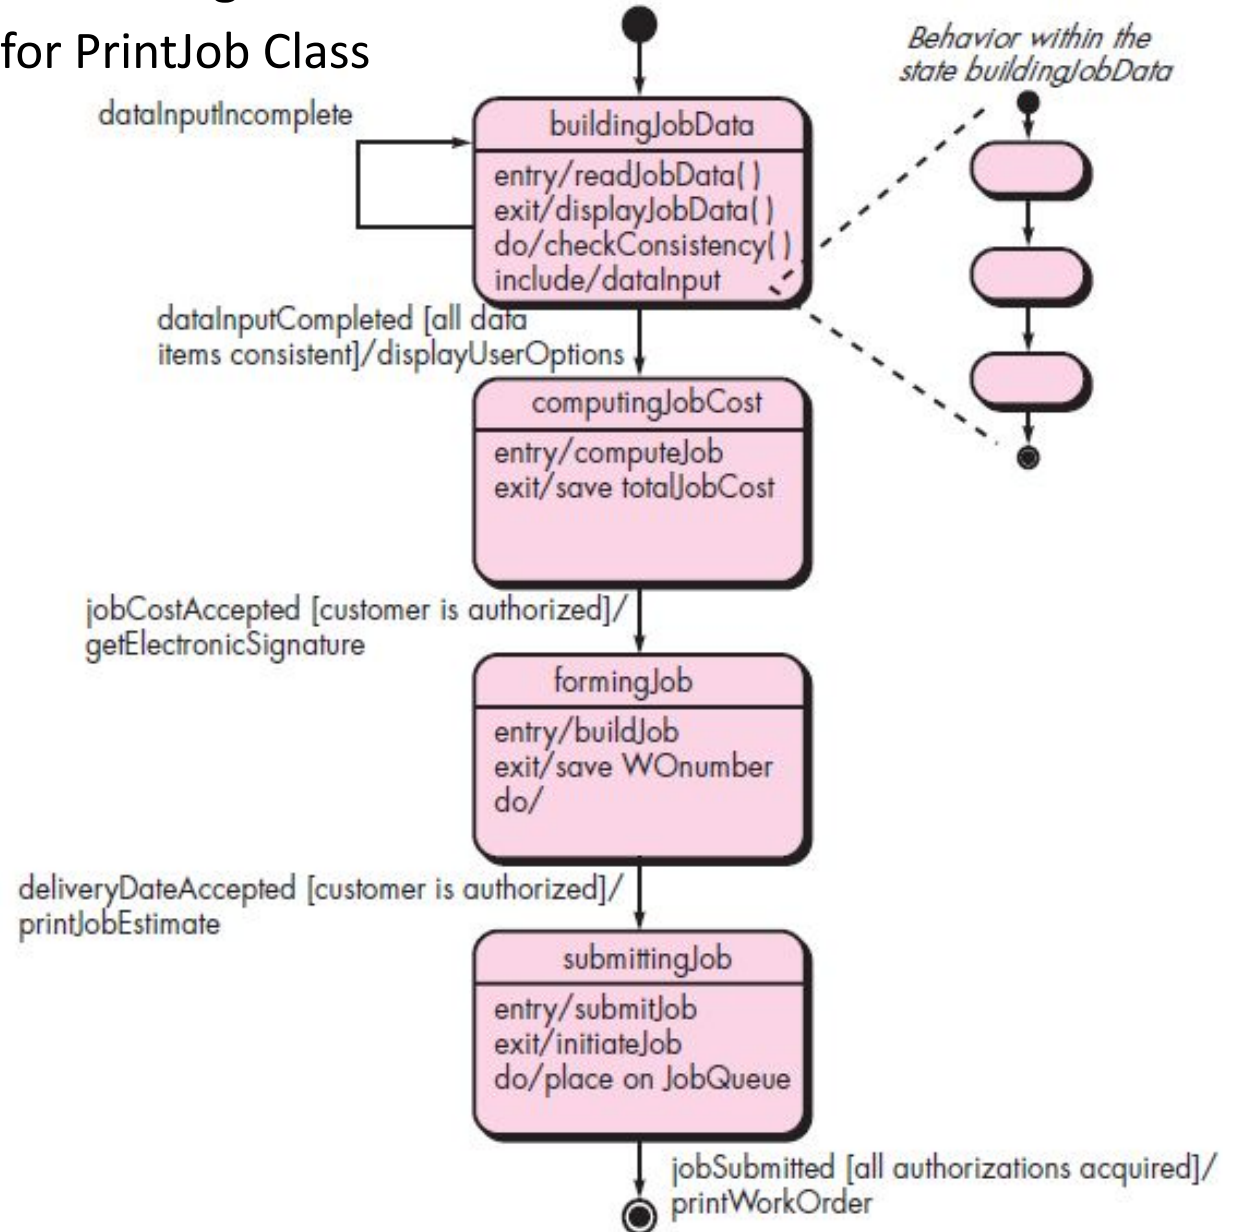 for PrintJob Class
Behavior within the
state buildingJobData
dataInputIncomplete
buildingJobData
entry/readJobData( )
exit/displayJobData( )
do/checkConsistency( )
include/dataInput
dataInputCompleted [all data
items consistent]/displayUserOptions
computingJobCost
entry/computeJob
exit/save totalJobCost
jobCostAccepted [customer is authorized]/
getElectronicSignature
formingJob
entry/buildJob
exit/save WOnumber
do/
deliveryDateAccepted [customer is authorized]/
printJobEstimate
submittingJob
entry/submitJob
exit/initiateJob
do/place on JobQueue
jobSubmitted [all authorizations acquired]/
printWorkOrder